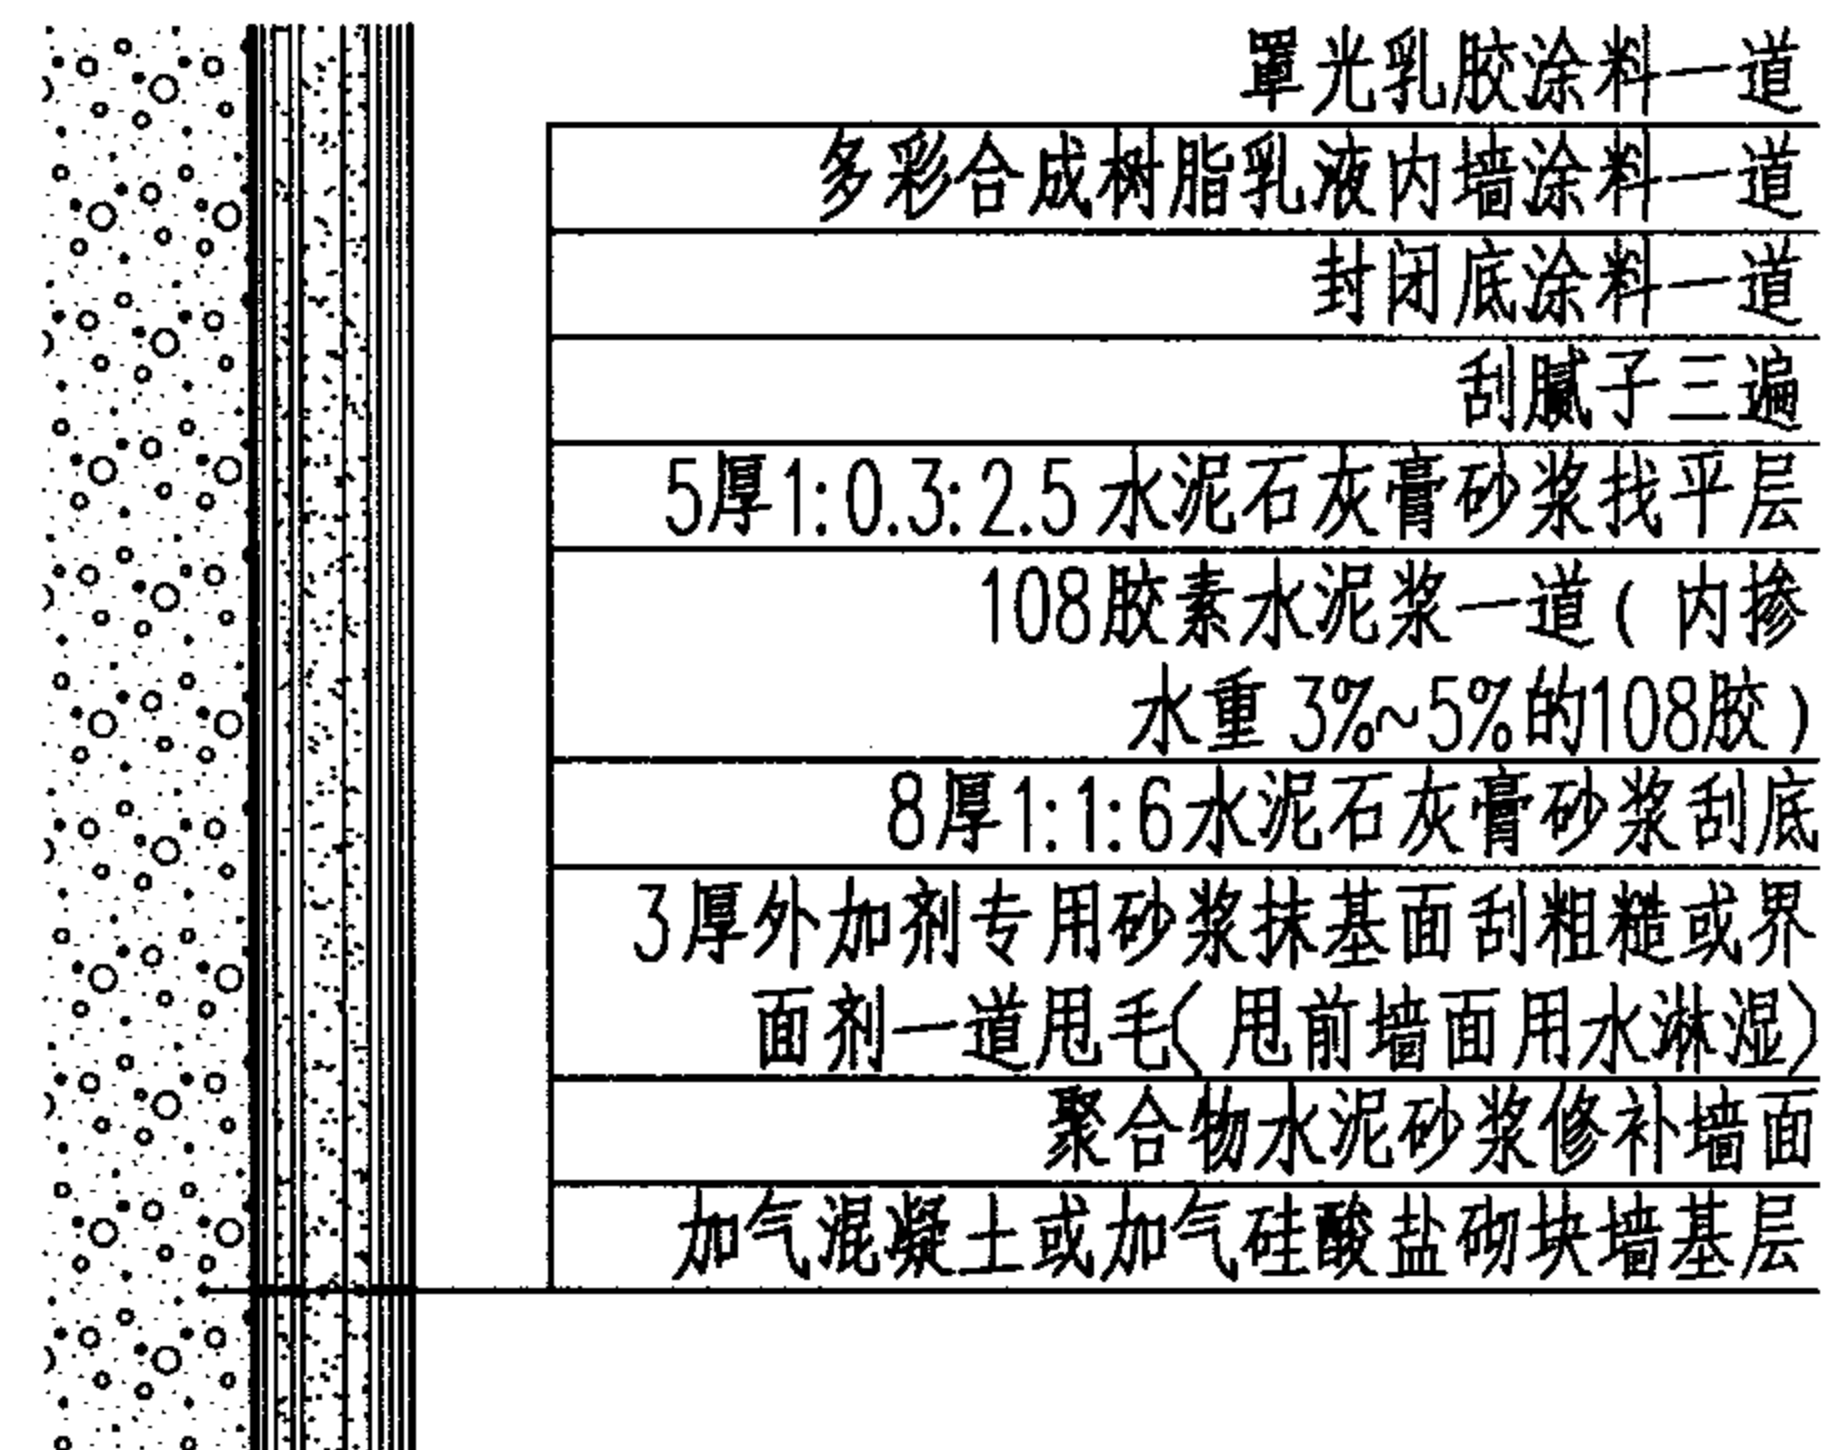 罩光乳胶涂料一道
多彩合成树脂乳液内墙涂料一道
封闭底涂料一道
刮腻子三遍
5厚1:0.3:2.5水泥石灰膏砂浆找平层
108胶素水泥浆一道(内掺
水重3%~5%的108胶)
8厚1:1:6水泥石灰膏砂浆刮底
3厚外加剂专用砂浆抹基面刮粗糙或界
面剂一道甩毛(甩前墙面用水淋湿)
聚合物水泥砂浆修补墙面
加气混凝土或加气硅酸盐砌块墙基层